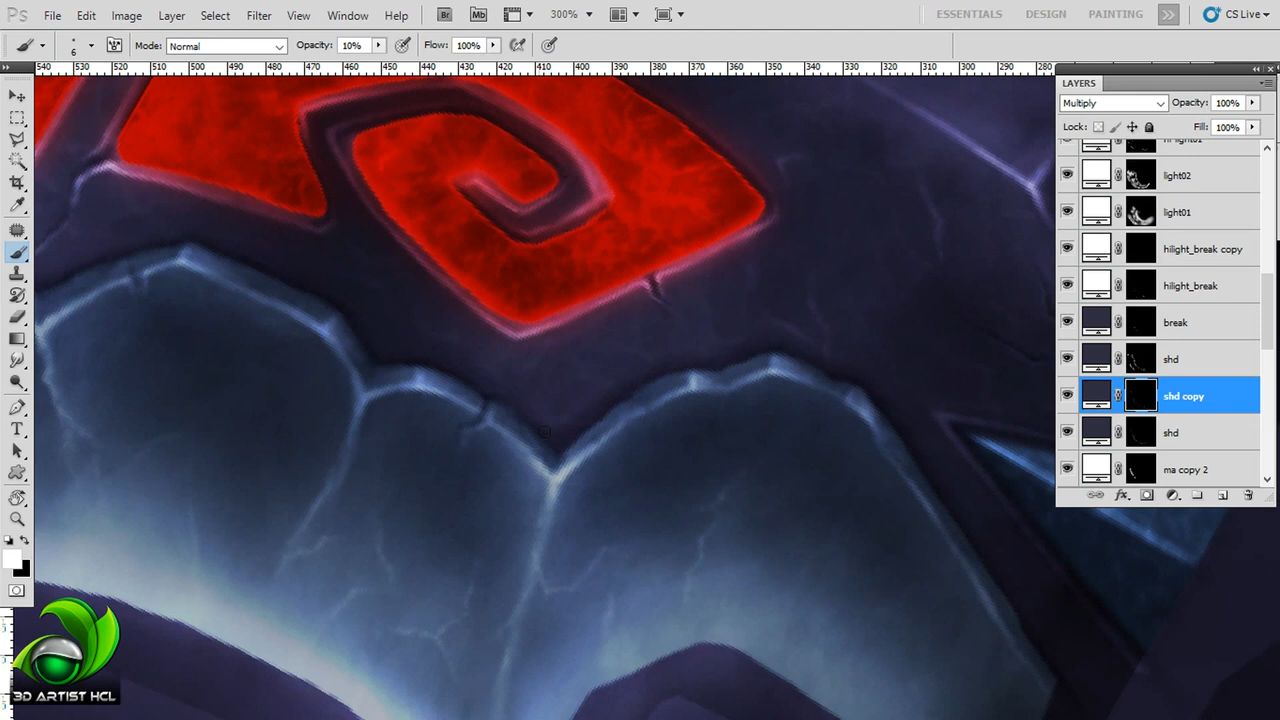 Ps File Edit Image Layer Select Filter View Window Help Br Mb 300% ESSENTIALS DESIGN PAINTING >> CS Live
6 Mode: Normal Opacity: 10% Flow: 100%
540 530 520 510 500 490 480 470 460 450 440 430 420 410 400 390 380 370 360 350 340 330 320 310 300 290 280
LAYERS
Multiply Opacity: 100%
Lock: Fill: 100%
light02
light01
hilight_break copy
hilight_break
break
shd
shd copy
shd
ma copy 2
T
fx
3D ARTIST HCL